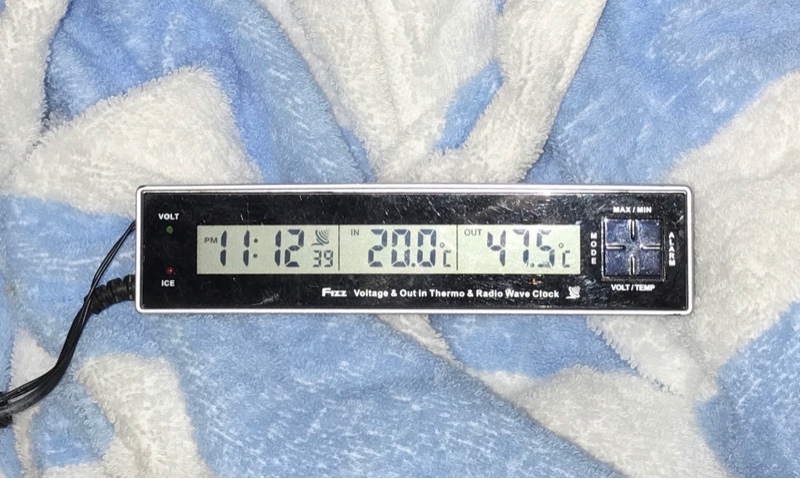 VOLT
ICE
PM 11:12 39
IN 20.0°C
OUT 47.5°C
MAX / MIN
MODE
ALARM
VOLT / TEMP
FIZZ Voltage & Out In Thermo & Radio Wave Clock